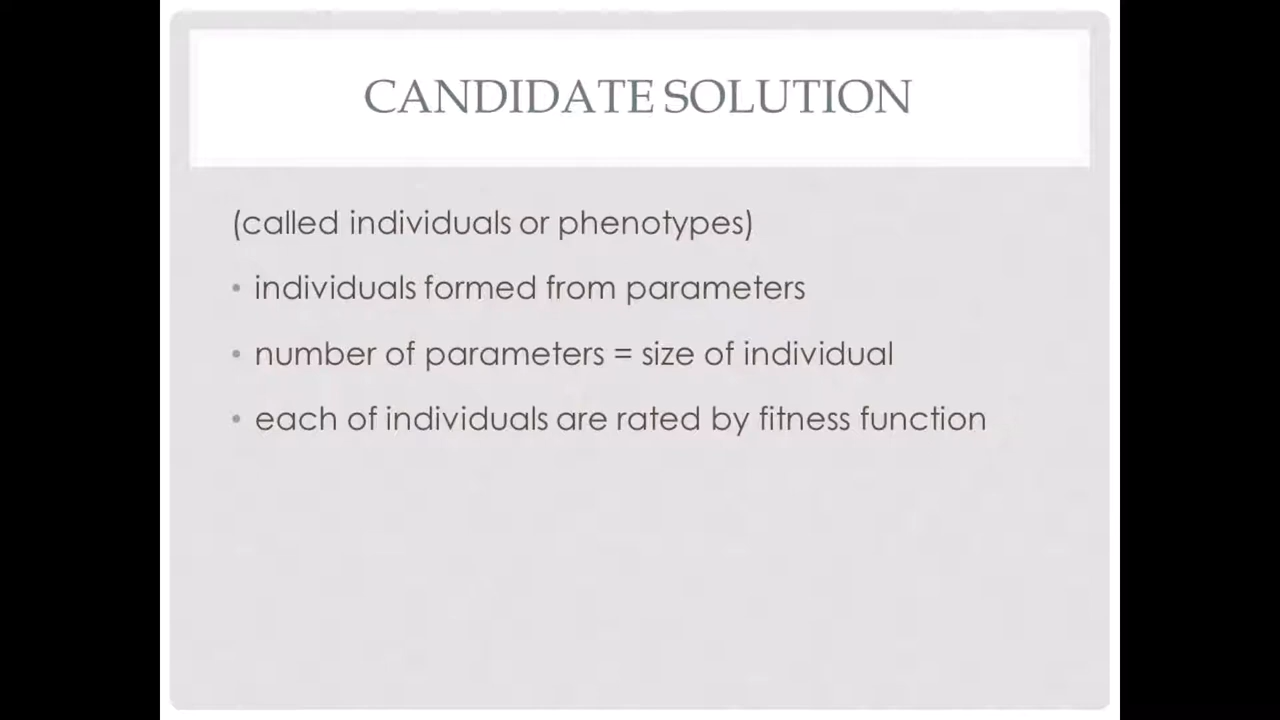 CANDIDATE SOLUTION
(called individuals or phenotypes)
• individuals formed from parameters
• number of parameters = size of individual
• each of individuals are rated by fitness function